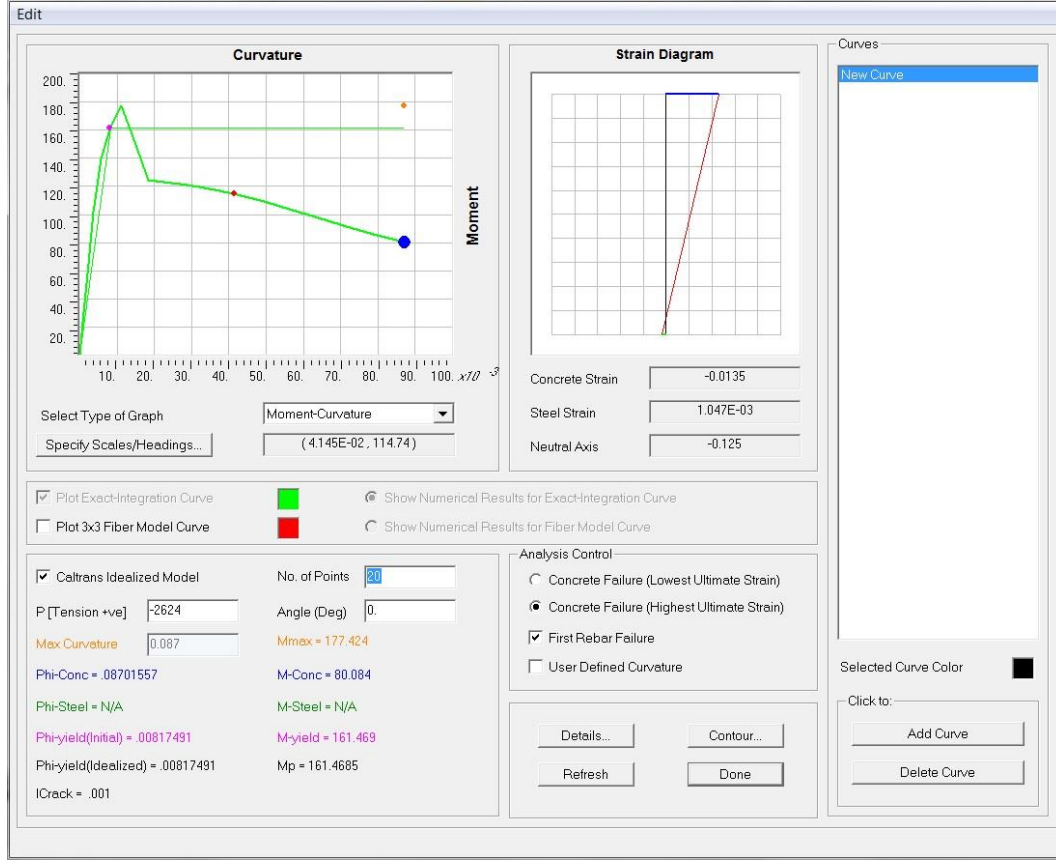 Edit
Curvature
200.
180.
160.
140.
120.
100.
80.
60.
40.
20.
10. 20. 30. 40. 50. 60. 70. 80. 90. 100. x10 -3
Moment
Select Type of Graph
Moment-Curvature
Specify Scales/Headings...
( 4.145E-02 , 114.74 )
Strain Diagram
Concrete Strain -0.0135
Steel Strain 1.047E-03
Neutral Axis -0.125
Plot Exact-Integration Curve
Show Numerical Results for Exact-Integration Curve
Plot 3x3 Fiber Model Curve
Show Numerical Results for Fiber Model Curve
Caltrans Idealized Model
No. of Points 20
P [Tension +ve] -2624
Angle (Deg) 0.
Max Curvature 0.087
Mmax = 177.424
Phi-Conc = .08701557
M-Conc = 80.084
Phi-Steel = N/A
M-Steel = N/A
Phi-yield(Initial) = .00817491
M-yield = 161.469
Phi-yield(Idealized) = .00817491
Mp = 161.4685
ICrack = .001
Analysis Control
Concrete Failure (Lowest Ultimate Strain)
Concrete Failure (Highest Ultimate Strain)
First Rebar Failure
User Defined Curvature
Details...
Contour...
Refresh
Done
Curves
New Curve
Selected Curve Color
Click to:
Add Curve
Delete Curve